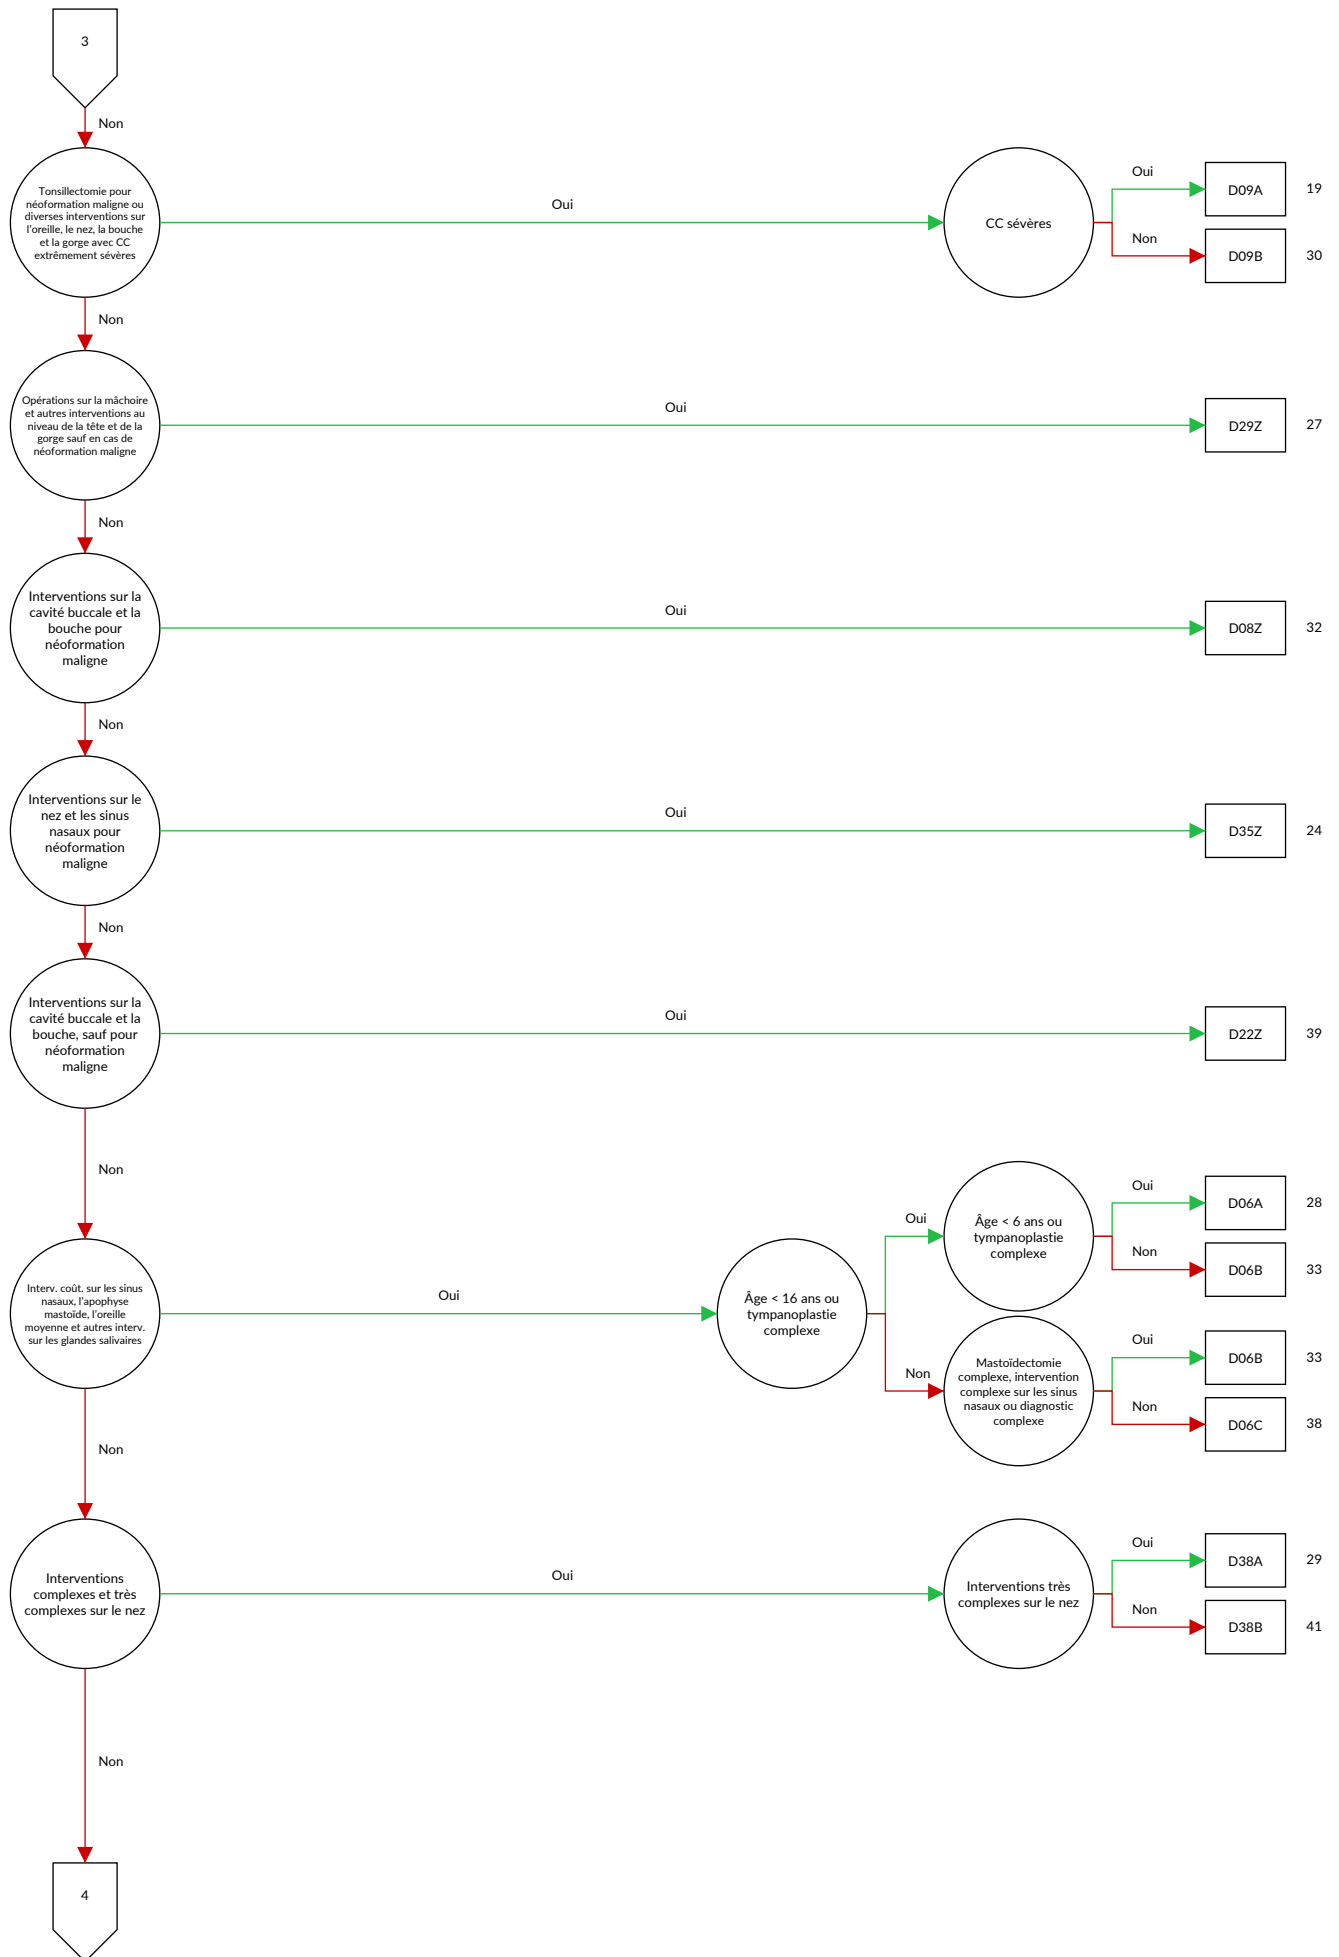 3
Non
Tonsillectomie pour
néoformation maligne ou
diverses interventions sur
l'oreille, le nez, la bouche
et la gorge avec CC
extrêmement sévères
Oui
CC sévères
Oui
D09A
19
Non
D09B
30
Non
Opérations sur la mâchoire
et autres interventions au
niveau de la tête et de la
gorge sauf en cas de
néoformation maligne
Oui
D29Z
27
Non
Interventions sur la
cavité buccale et la
bouche pour
néoformation
maligne
Oui
D08Z
32
Non
Interventions sur le
nez et les sinus
nasaux pour
néoformation
maligne
Oui
D35Z
24
Non
Interventions sur la
cavité buccale et la
bouche, sauf pour
néoformation
maligne
Oui
D22Z
39
Non
Interv. coût. sur les sinus
nasaux, l'apophyse
mastoïde, l'oreille
moyenne et autres interv.
sur les glandes salivaires
Oui
Âge < 16 ans ou
tympanoplastie
complexe
Oui
Âge < 6 ans ou
tympanoplastie
complexe
Oui
D06A
28
Non
D06B
33
Non
Mastoïdectomie
complexe, intervention
complexe sur les sinus
nasaux ou diagnostic
complexe
Oui
D06B
33
Non
D06C
38
Non
Interventions
complexes et très
complexes sur le nez
Oui
Interventions très
complexes sur le nez
Oui
D38A
29
Non
D38B
41
Non
4